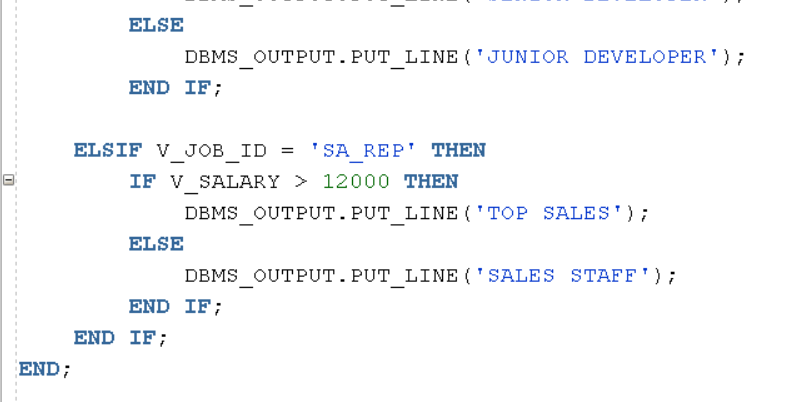 ELSE
DBMS_OUTPUT.PUT_LINE('JUNIOR DEVELOPER');
END IF;
ELSIF V_JOB_ID = 'SA_REP' THEN
IF V_SALARY > 12000 THEN
DBMS_OUTPUT.PUT_LINE('TOP SALES');
ELSE
DBMS_OUTPUT.PUT_LINE('SALES STAFF');
END IF;
END IF;
END;